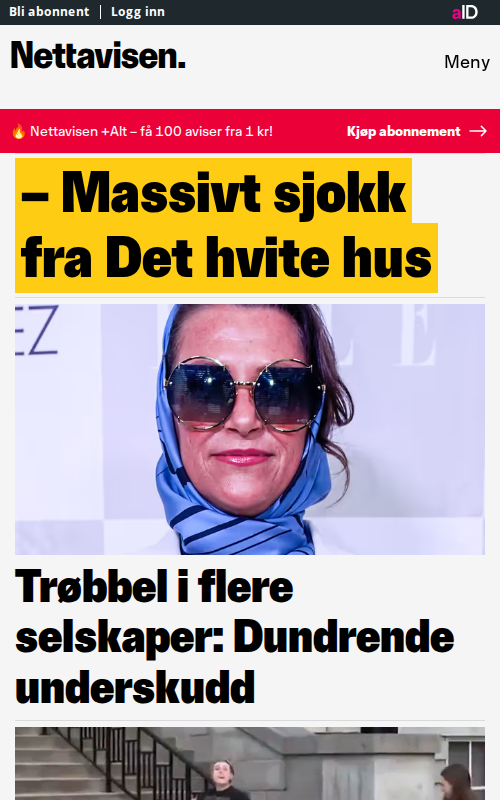 Bli abonnent | Logg inn
aID
Nettavisen.
Meny
🔥 Nettavisen +Alt – få 100 aviser fra 1 kr!
Kjøp abonnement →
– Massivt sjokk
fra Det hvite hus
EZ
L E
Trøbbel i flere
selskaper: Dundrende
underskudd